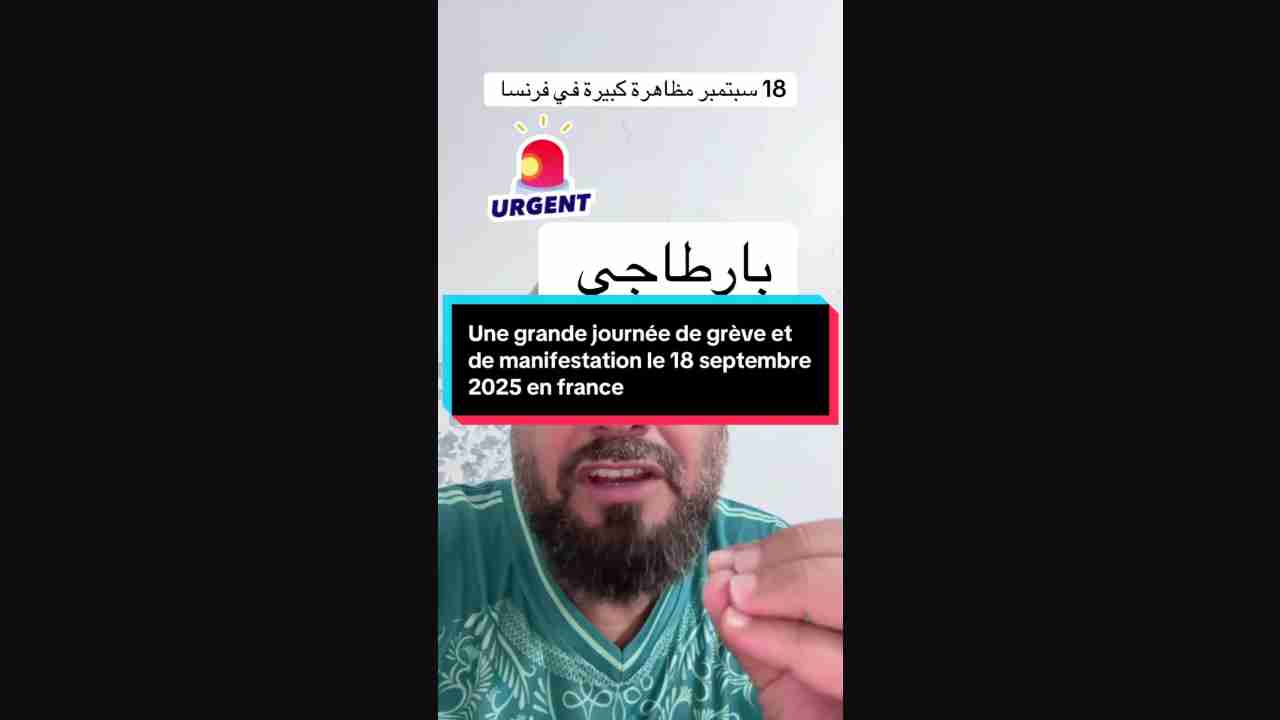 18 سبتمبر مظاهرة كبيرة في فرنسا
URGENT
بارطاجي
Une grande journée de grève et
de manifestation le 18 septembre
2025 en france